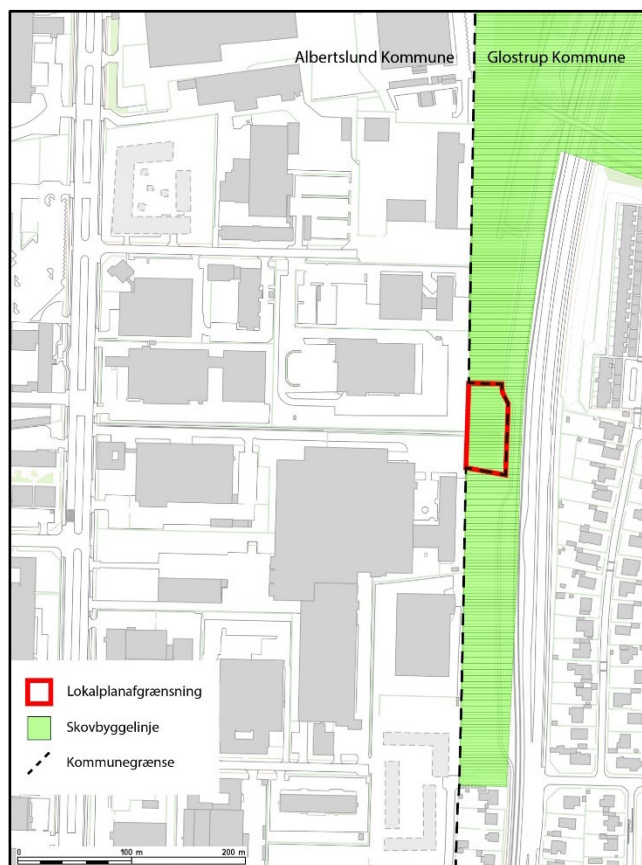 Albertslund Kommune
Glostrup Kommune
Lokalplanafgrænsning
Skovbyggelinje
Kommunegrænse
0
100 m
200 m